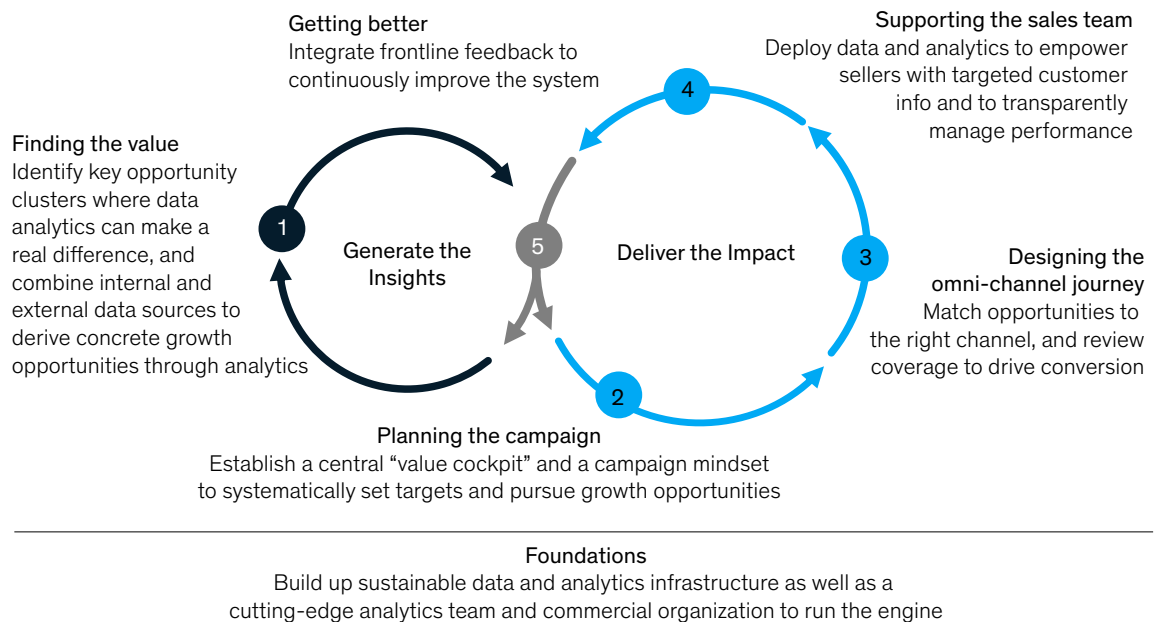 Getting better
Integrate frontline feedback to
continuously improve the system
Supporting the sales team
Deploy data and analytics to empower
sellers with targeted customer
info and to transparently
manage performance
4
Finding the value
Identify key opportunity
clusters where data
analytics can make a
real difference, and
combine internal and
external data sources to
derive concrete growth
opportunities through analytics
1
Generate the
Insights
5
Deliver the Impact
3
Designing the
omni-channel journey
Match opportunities to
the right channel, and review
coverage to drive conversion
2
Planning the campaign
Establish a central “value cockpit” and a campaign mindset
to systematically set targets and pursue growth opportunities
Foundations
Build up sustainable data and analytics infrastructure as well as a
cutting-edge analytics team and commercial organization to run the engine